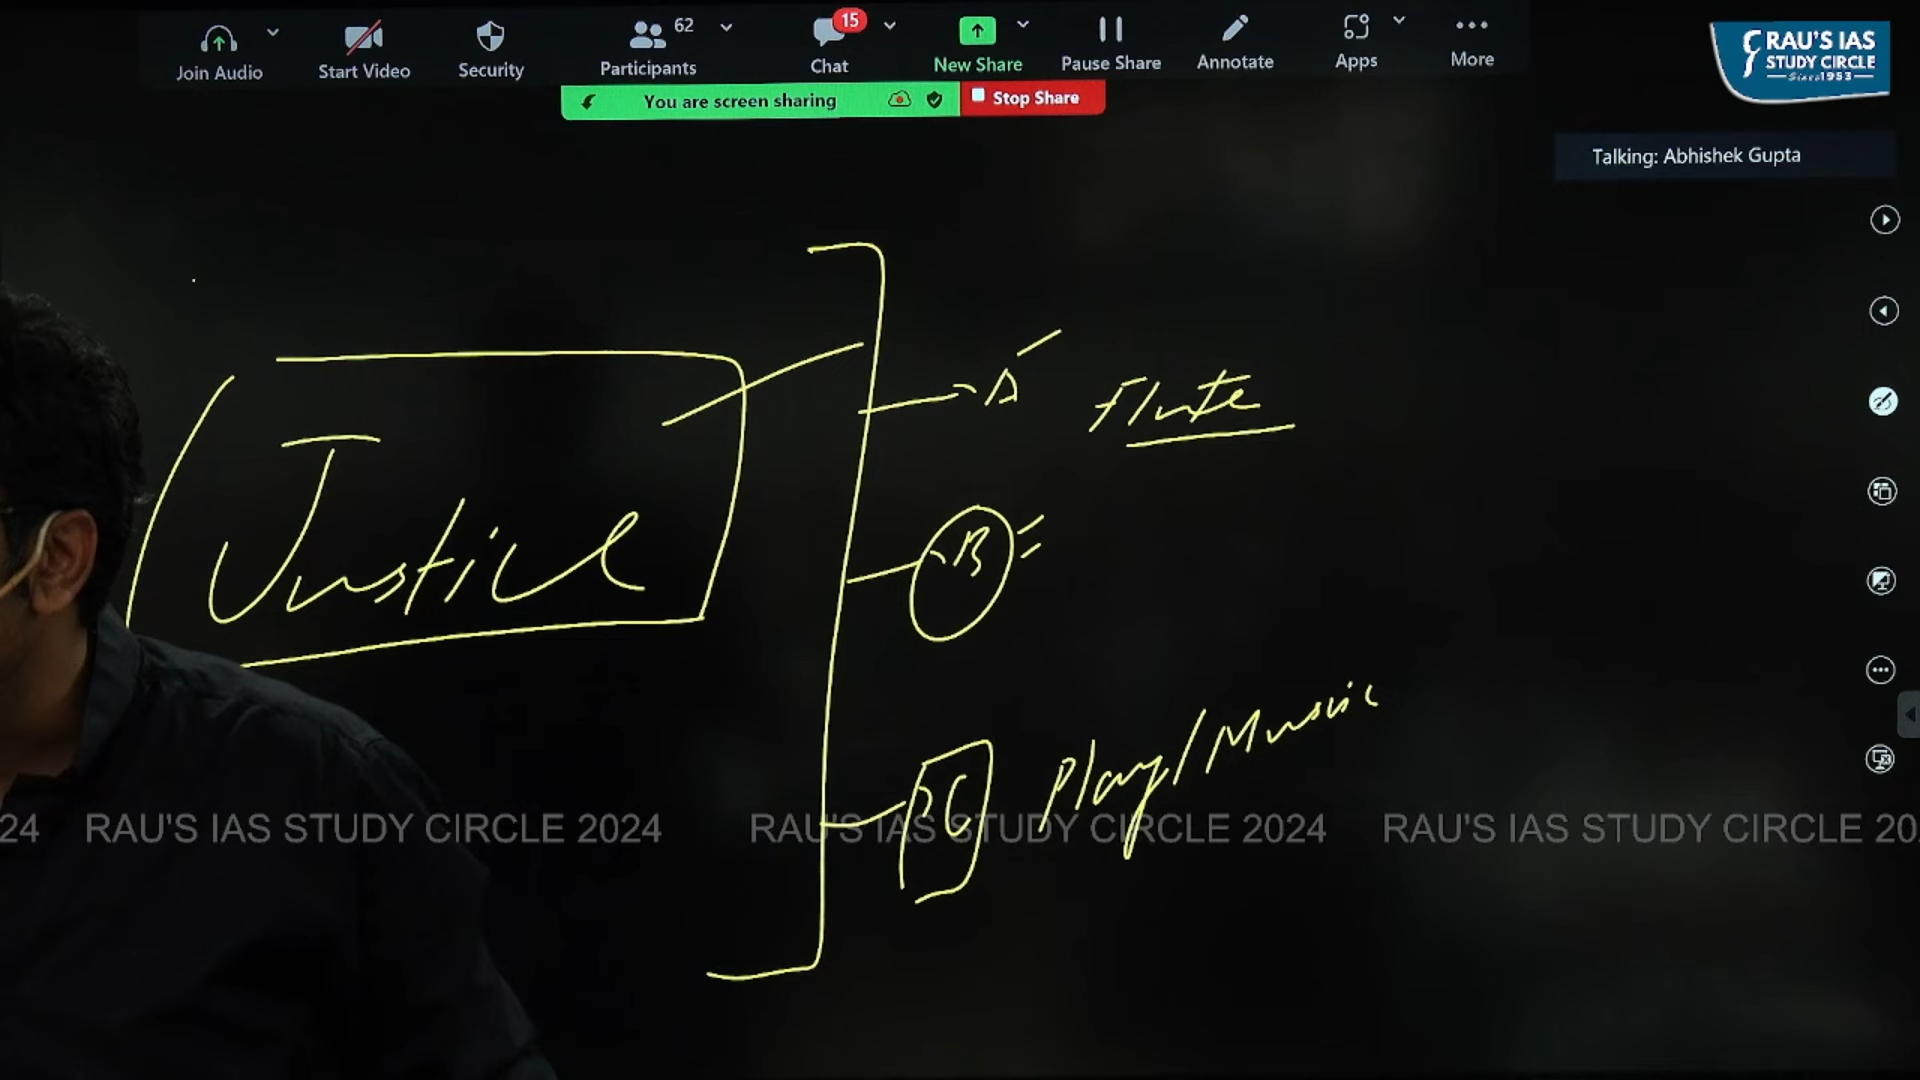 Join Audio
Start Video
Security
Participants 62
Chat 15
New Share
Pause Share
Annotate
Apps
More
RAU'S IAS
STUDY CIRCLE
Since 1953
You are screen sharing
Stop Share
Talking: Abhishek Gupta
Justice
A
Flute
B
C
Play/Music
24 RAU'S IAS STUDY CIRCLE 2024 RAU'S IAS STUDY CIRCLE 2024 RAU'S IAS STUDY CIRCLE 20